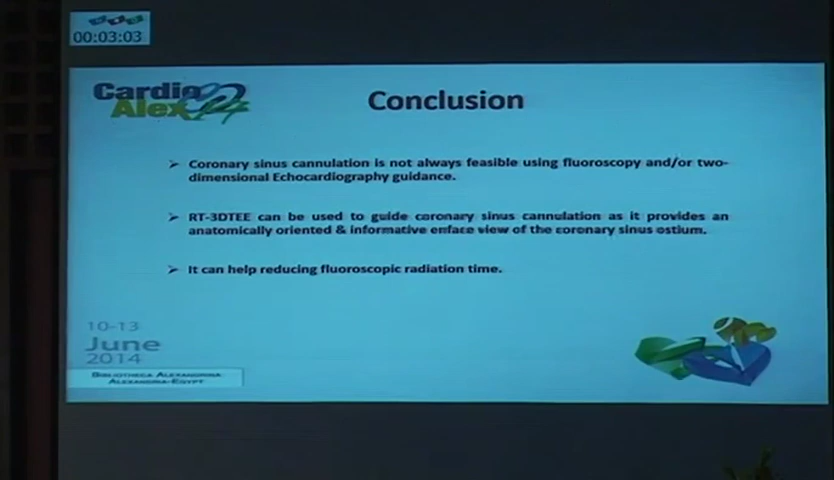 00:03:03
Cardio
Alex 14
Conclusion
➢ Coronary sinus cannulation is not always feasible using fluoroscopy and/or two-
dimensional Echocardiography guidance.
➢ RT-3DTEE can be used to guide coronary sinus cannulation as it provides an
anatomically oriented & informative enface view of the coronary sinus ostium.
➢ It can help reducing fluoroscopic radiation time.
10-13
June
2014
Bibliotheca Alexandrina
Alexandria-Egypt